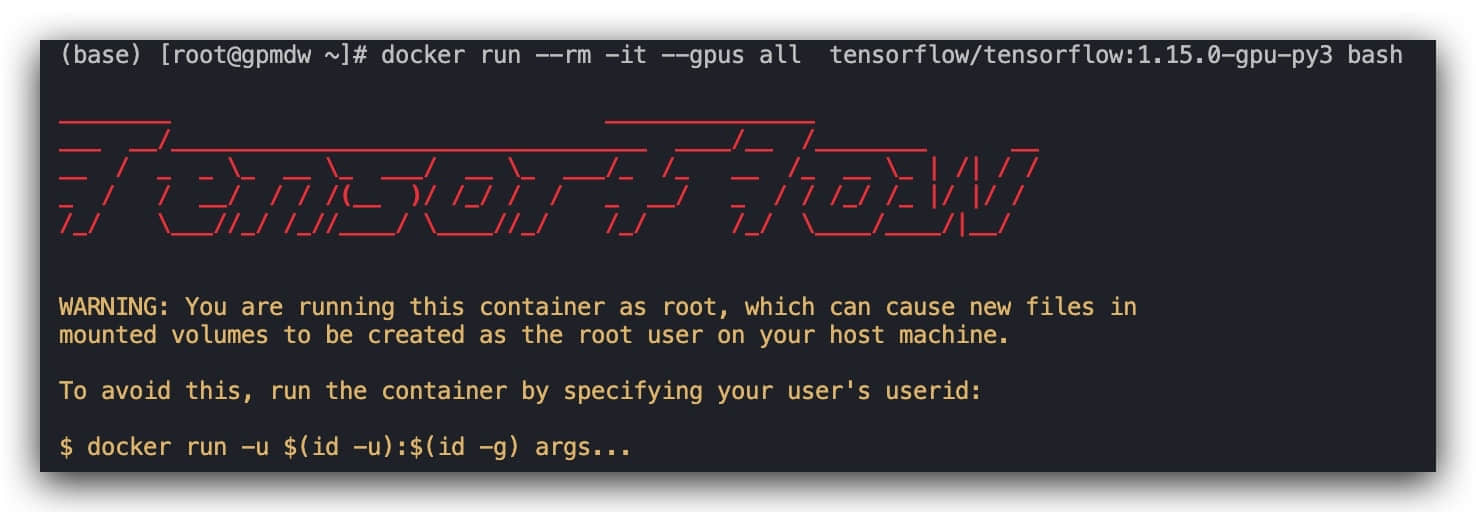 (base) [root@gpmdw ~]# docker run --rm -it --gpus all  tensorflow/tensorflow:1.15.0-gpu-py3 bash
TensorFlow
WARNING: You are running this container as root, which can cause new files in
mounted volumes to be created as the root user on your host machine.
To avoid this, run the container by specifying your user's userid:
$ docker run -u $(id -u):$(id -g) args...